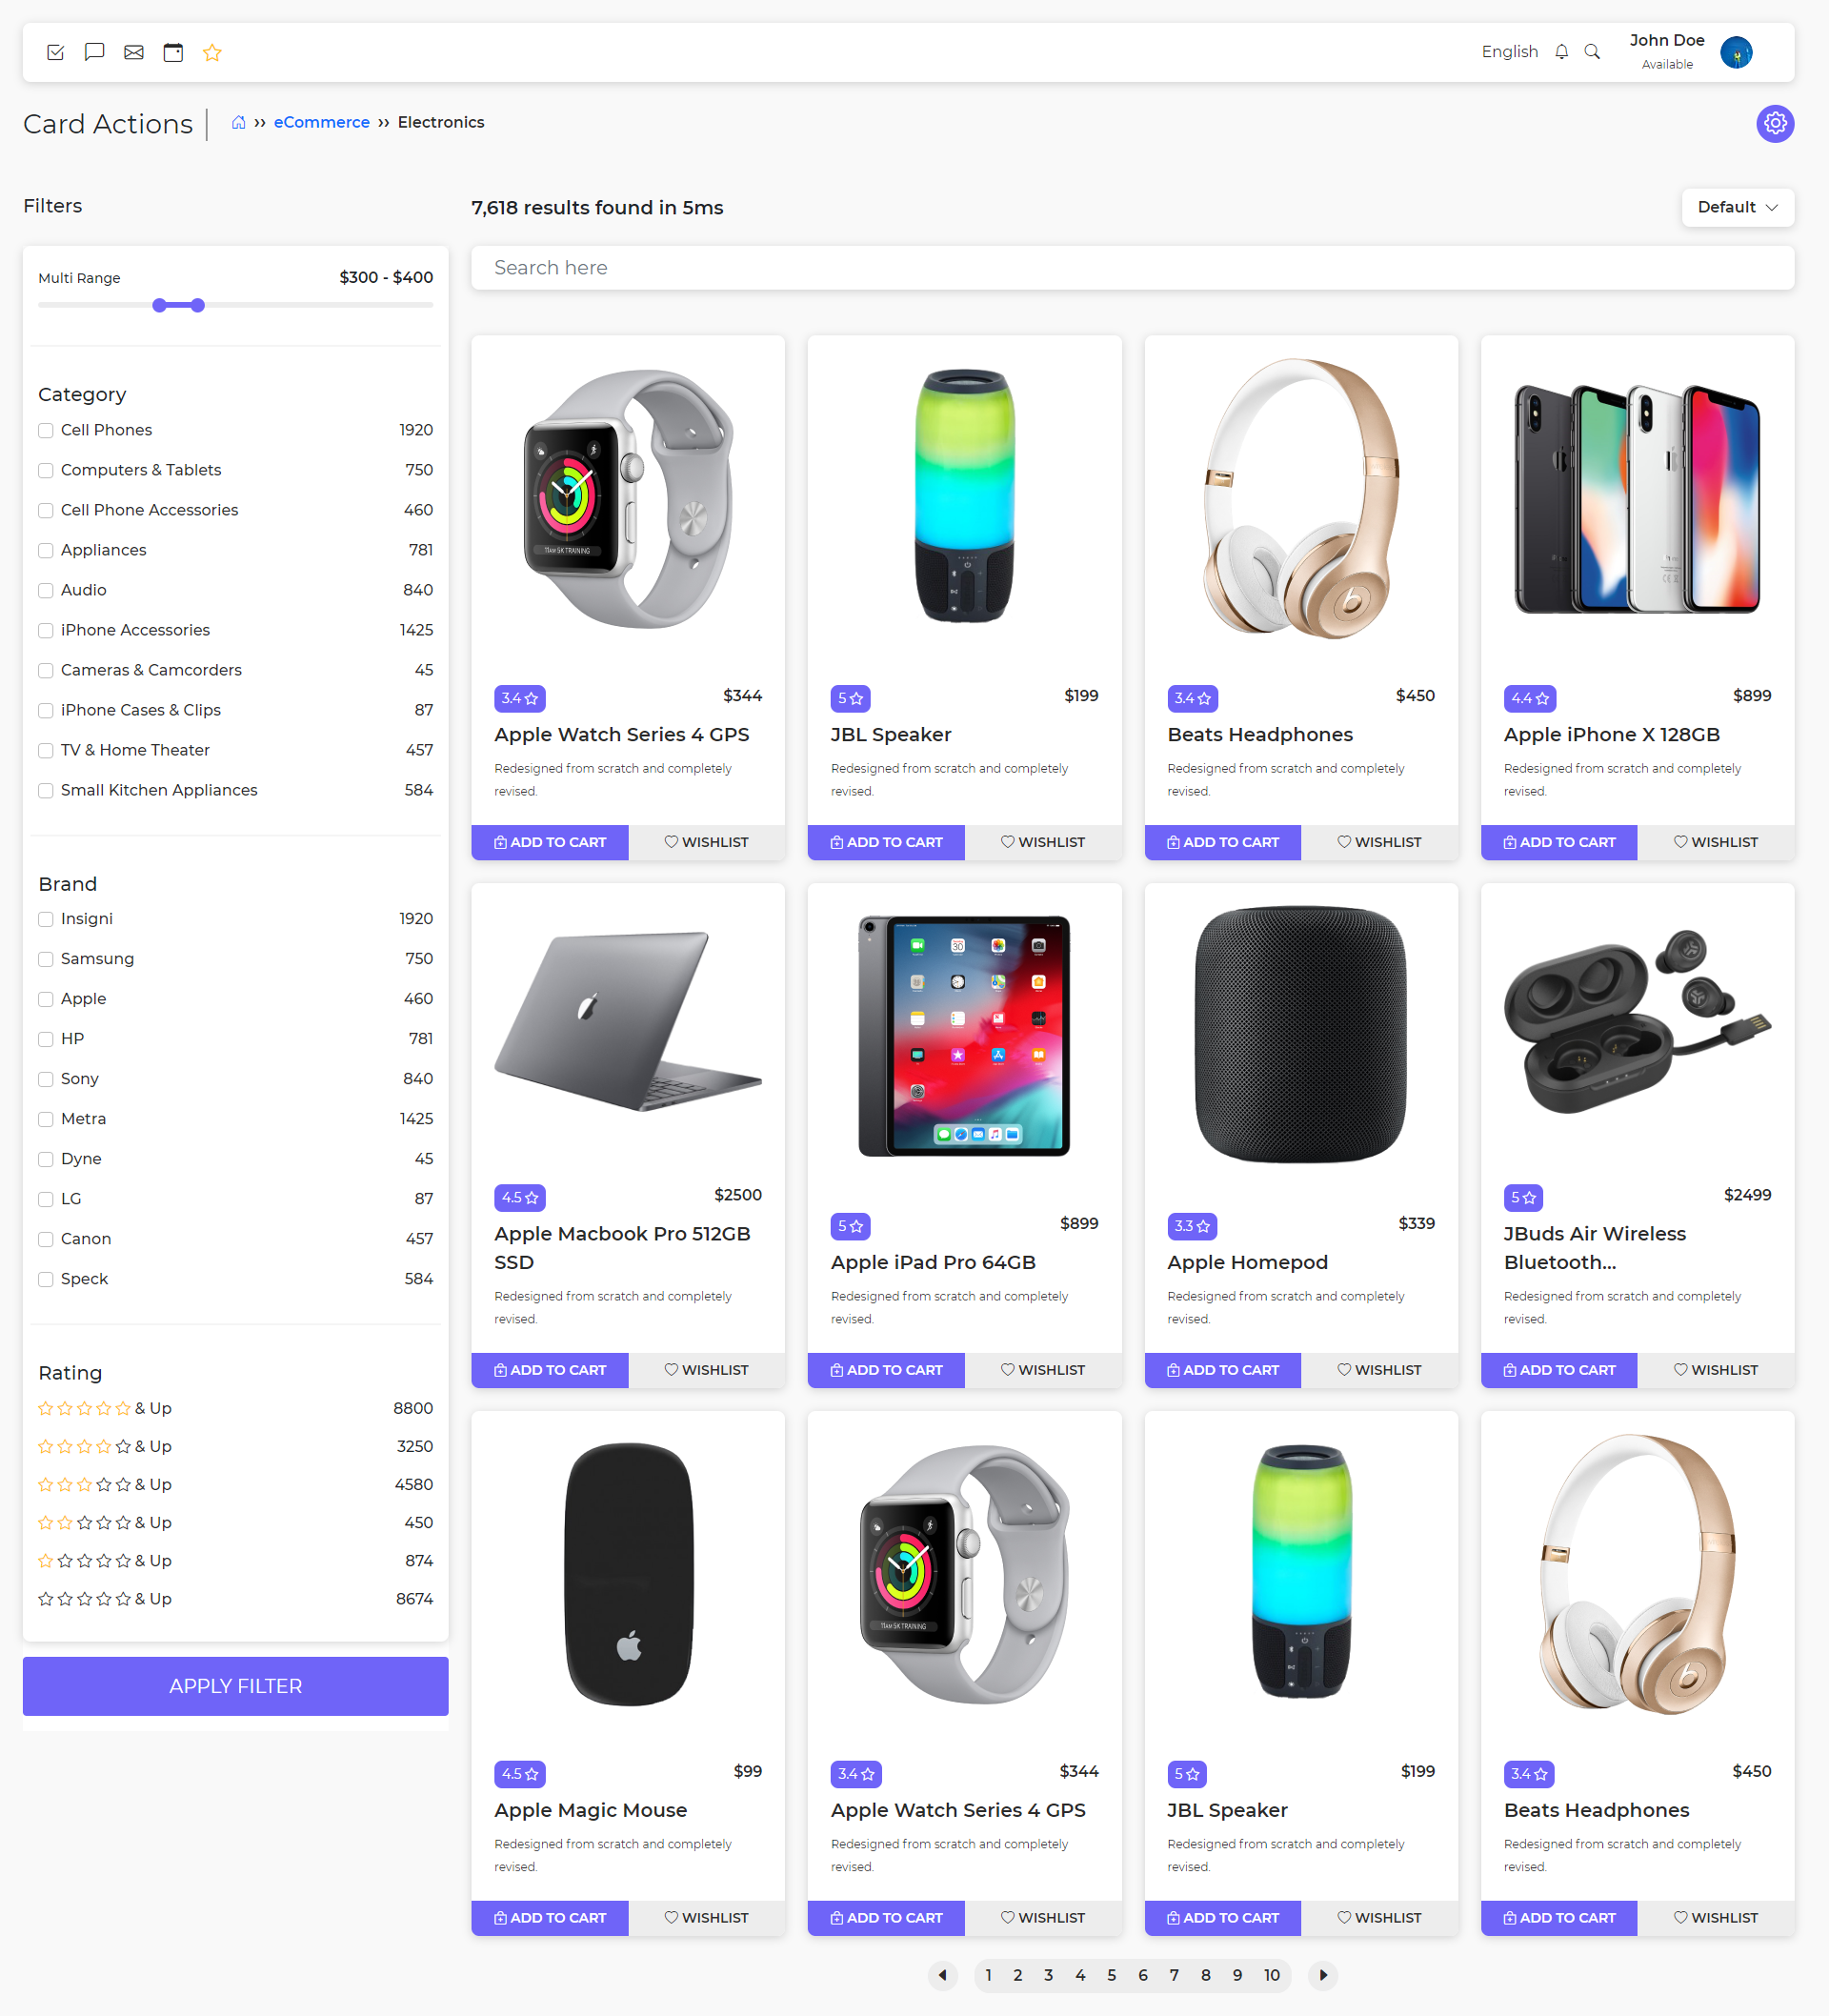 English
John Doe
Available
Card Actions
›› eCommerce ›› Electronics
Filters
7,618 results found in 5ms
Default
Multi Range $300 - $400
Search here
Category
Cell Phones 1920
Computers & Tablets 750
Cell Phone Accessories 460
Appliances 781
Audio 840
iPhone Accessories 1425
Cameras & Camcorders 45
iPhone Cases & Clips 87
TV & Home Theater 457
Small Kitchen Appliances 584
Brand
Insigni 1920
Samsung 750
Apple 460
HP 781
Sony 840
Metra 1425
Dyne 45
LG 87
Canon 457
Speck 584
Rating
& Up 8800
& Up 3250
& Up 4580
& Up 450
& Up 874
& Up 8674
APPLY FILTER
11AM 5K TRAINING
3.4 $344
Apple Watch Series 4 GPS
Redesigned from scratch and completely
revised.
ADD TO CART WISHLIST
5 $199
JBL Speaker
Redesigned from scratch and completely
revised.
ADD TO CART WISHLIST
3.4 $450
Beats Headphones
Redesigned from scratch and completely
revised.
ADD TO CART WISHLIST
4.4 $899
Apple iPhone X 128GB
Redesigned from scratch and completely
revised.
ADD TO CART WISHLIST
4.5 $2500
Apple Macbook Pro 512GB
SSD
Redesigned from scratch and completely
revised.
ADD TO CART WISHLIST
5 $899
Apple iPad Pro 64GB
Redesigned from scratch and completely
revised.
ADD TO CART WISHLIST
3.3 $339
Apple Homepod
Redesigned from scratch and completely
revised.
ADD TO CART WISHLIST
5 $2499
JBuds Air Wireless
Bluetooth...
Redesigned from scratch and completely
revised.
ADD TO CART WISHLIST
4.5 $99
Apple Magic Mouse
Redesigned from scratch and completely
revised.
ADD TO CART WISHLIST
11AM 5K TRAINING
3.4 $344
Apple Watch Series 4 GPS
Redesigned from scratch and completely
revised.
ADD TO CART WISHLIST
5 $199
JBL Speaker
Redesigned from scratch and completely
revised.
ADD TO CART WISHLIST
3.4 $450
Beats Headphones
Redesigned from scratch and completely
revised.
ADD TO CART WISHLIST
1 2 3 4 5 6 7 8 9 10